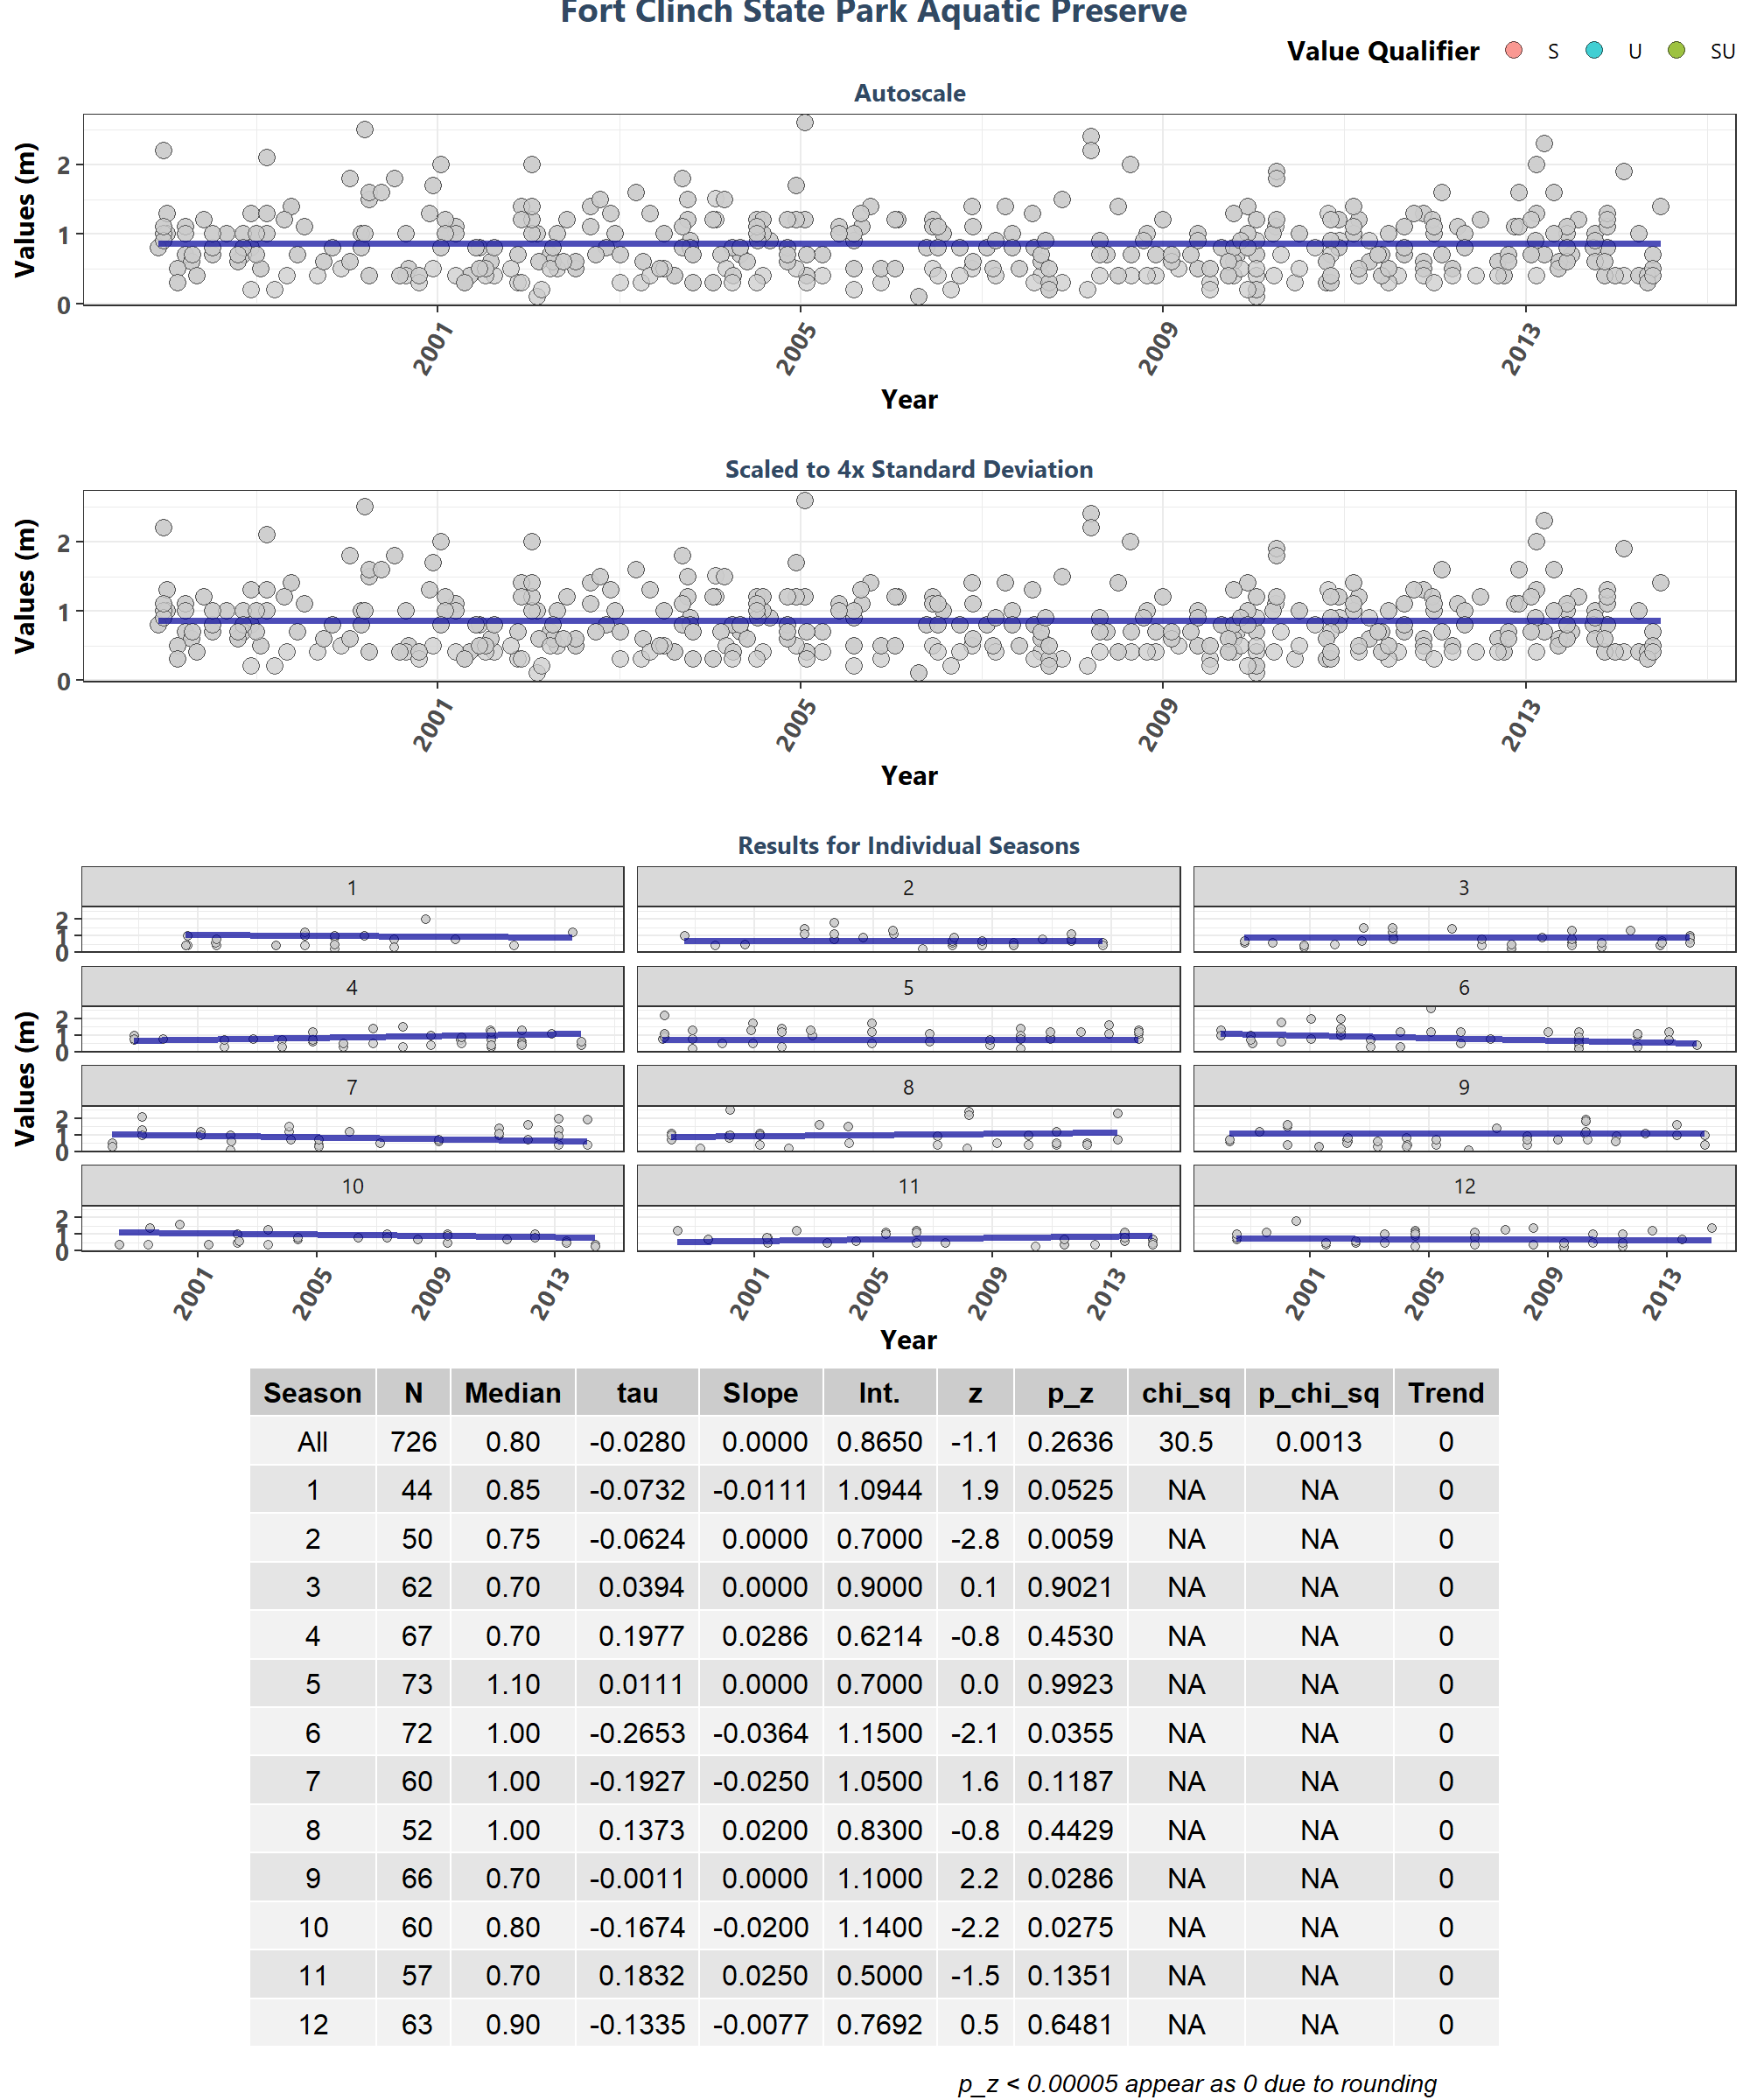 Fort Clinch State Park Aquatic Preserve
Value Qualifier S U SU
Autoscale
Values (m)
2
1
0
2001 2005 2009 2013
Year
Scaled to 4x Standard Deviation
Values (m)
2
1
0
2001 2005 2009 2013
Year
Results for Individual Seasons
Values (m)
1 2 3
2
1
0
4 5 6
2
1
0
7 8 9
2
1
0
10 11 12
2
1
0
2001 2005 2009 2013 2001 2005 2009 2013 2001 2005 2009 2013
Year
Season N Median tau Slope Int. z p_z chi_sq p_chi_sq Trend
All 726 0.80 -0.0280 0.0000 0.8650 -1.1 0.2636 30.5 0.0013 0
1 44 0.85 -0.0732 -0.0111 1.0944 1.9 0.0525 NA NA 0
2 50 0.75 -0.0624 0.0000 0.7000 -2.8 0.0059 NA NA 0
3 62 0.70 0.0394 0.0000 0.9000 0.1 0.9021 NA NA 0
4 67 0.70 0.1977 0.0286 0.6214 -0.8 0.4530 NA NA 0
5 73 1.10 0.0111 0.0000 0.7000 0.0 0.9923 NA NA 0
6 72 1.00 -0.2653 -0.0364 1.1500 -2.1 0.0355 NA NA 0
7 60 1.00 -0.1927 -0.0250 1.0500 1.6 0.1187 NA NA 0
8 52 1.00 0.1373 0.0200 0.8300 -0.8 0.4429 NA NA 0
9 66 0.70 -0.0011 0.0000 1.1000 2.2 0.0286 NA NA 0
10 60 0.80 -0.1674 -0.0200 1.1400 -2.2 0.0275 NA NA 0
11 57 0.70 0.1832 0.0250 0.5000 -1.5 0.1351 NA NA 0
12 63 0.90 -0.1335 -0.0077 0.7692 0.5 0.6481 NA NA 0
p_z < 0.00005 appear as 0 due to rounding